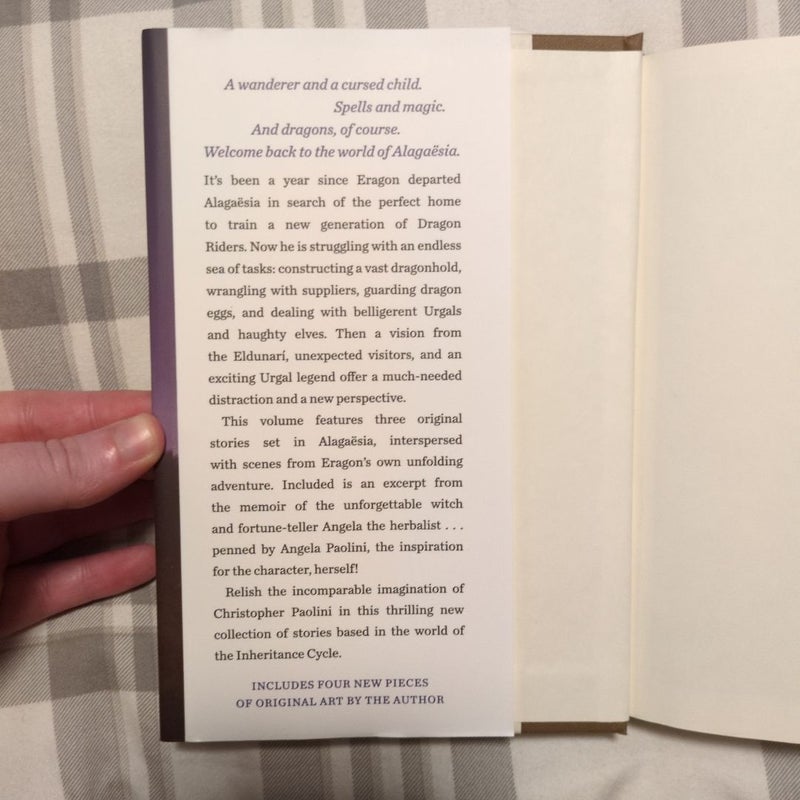 A wanderer and a cursed child.
Spells and magic.
And dragons, of course.
Welcome back to the world of Alagaësia.
It's been a year since Eragon departed
Alagaësia in search of the perfect home
to train a new generation of Dragon
Riders. Now he is struggling with an endless
sea of tasks: constructing a vast dragonhold,
wrangling with suppliers, guarding dragon
eggs, and dealing with belligerent Urgals
and haughty elves. Then a vision from
the Eldunarí, unexpected visitors, and an
exciting Urgal legend offer a much-needed
distraction and a new perspective.
This volume features three original
stories set in Alagaësia, interspersed
with scenes from Eragon's own unfolding
adventure. Included is an excerpt from
the memoir of the unforgettable witch
and fortune-teller Angela the herbalist . . .
penned by Angela Paolini, the inspiration
for the character, herself!
Relish the incomparable imagination of
Christopher Paolini in this thrilling new
collection of stories based in the world of
the Inheritance Cycle.
INCLUDES FOUR NEW PIECES
OF ORIGINAL ART BY THE AUTHOR